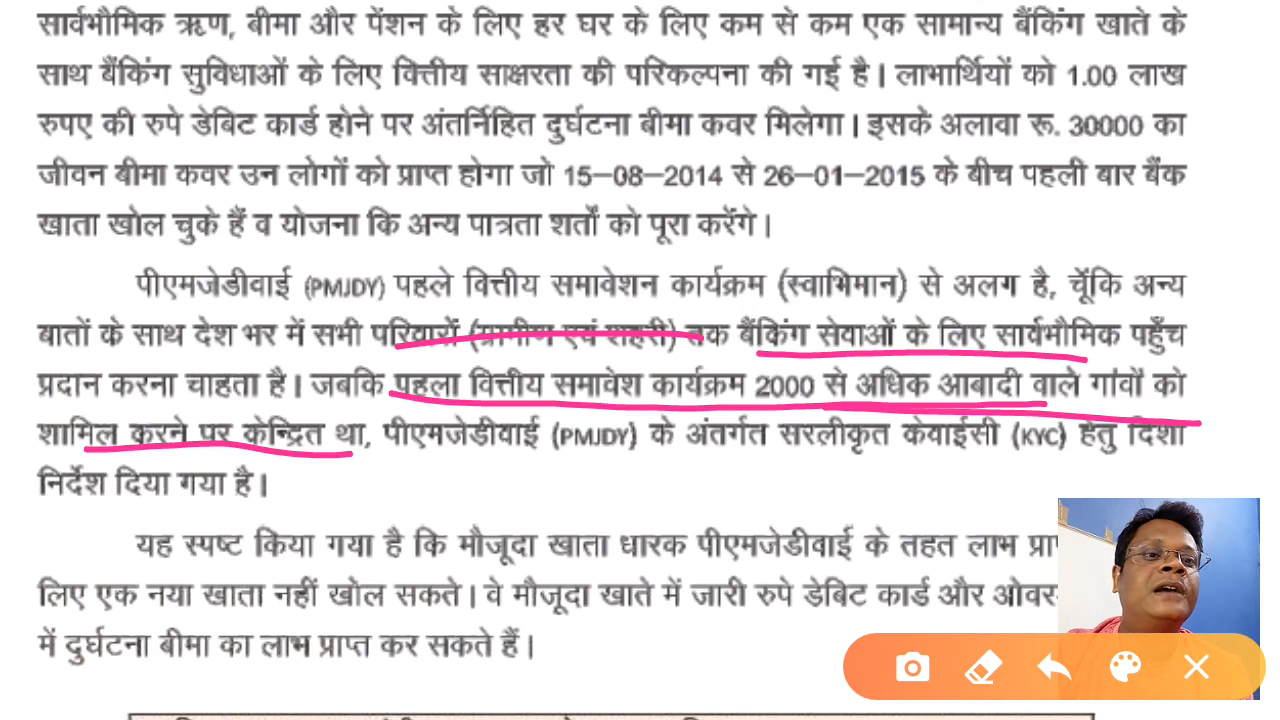 सार्वभौमिक ऋण, बीमा और पेंशन के लिए हर घर के लिए कम से कम एक सामान्य बैंकिंग खाते के
साथ बैंकिंग सुविधाओं के लिए वित्तीय साक्षरता की परिकल्पना की गई है। लाभार्थियों को 1.00 लाख
रुपए की रुपे डेबिट कार्ड होने पर अंतर्निहित दुर्घटना बीमा कवर मिलेगा। इसके अलावा रू. 30000 का
जीवन बीमा कवर उन लोगों को प्राप्त होगा जो 15–08–2014 से 26–01–2015 के बीच पहली बार बैंक
खाता खोल चुके हैं व योजना कि अन्य पात्रता शर्तों को पूरा करेंगे।
पीएमजेडीवाई (PMJDY) पहले वित्तीय समावेशन कार्यक्रम (स्वाभिमान) से अलग है, चूँकि अन्य
बातों के साथ देश भर में सभी परिवारों (ग्रामीण एवं शहरी) तक बैंकिंग सेवाओं के लिए सार्वभौमिक पहुँच
प्रदान करना चाहता है। जबकि पहला वित्तीय समावेश कार्यक्रम 2000 से अधिक आबादी वाले गांवों को
शामिल करने पर केन्द्रित था, पीएमजेडीवाई (PMJDY) के अंतर्गत सरलीकृत केवाईसी (KYC) हेतु दिशा
निर्देश दिया गया है।
यह स्पष्ट किया गया है कि मौजूदा खाता धारक पीएमजेडीवाई के तहत लाभ
लिए एक नया खाता नहीं खोल सकते। वे मौजूदा खाते में जारी रुपे डेबिट कार्ड और
में दुर्घटना बीमा का लाभ प्राप्त कर सकते हैं।